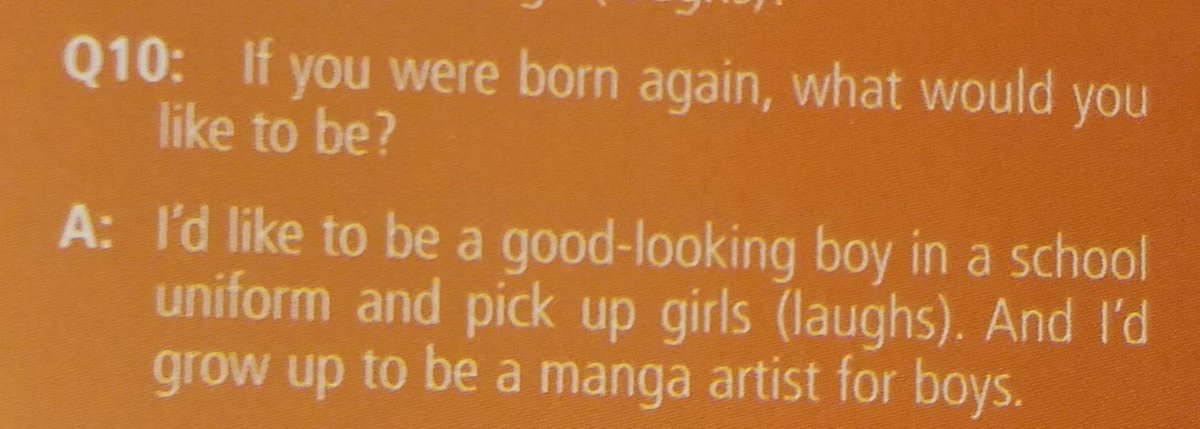 Q10: If you were born again, what would you
like to be?
A: I'd like to be a good-looking boy in a school
uniform and pick up girls (laughs). And I'd
grow up to be a manga artist for boys.